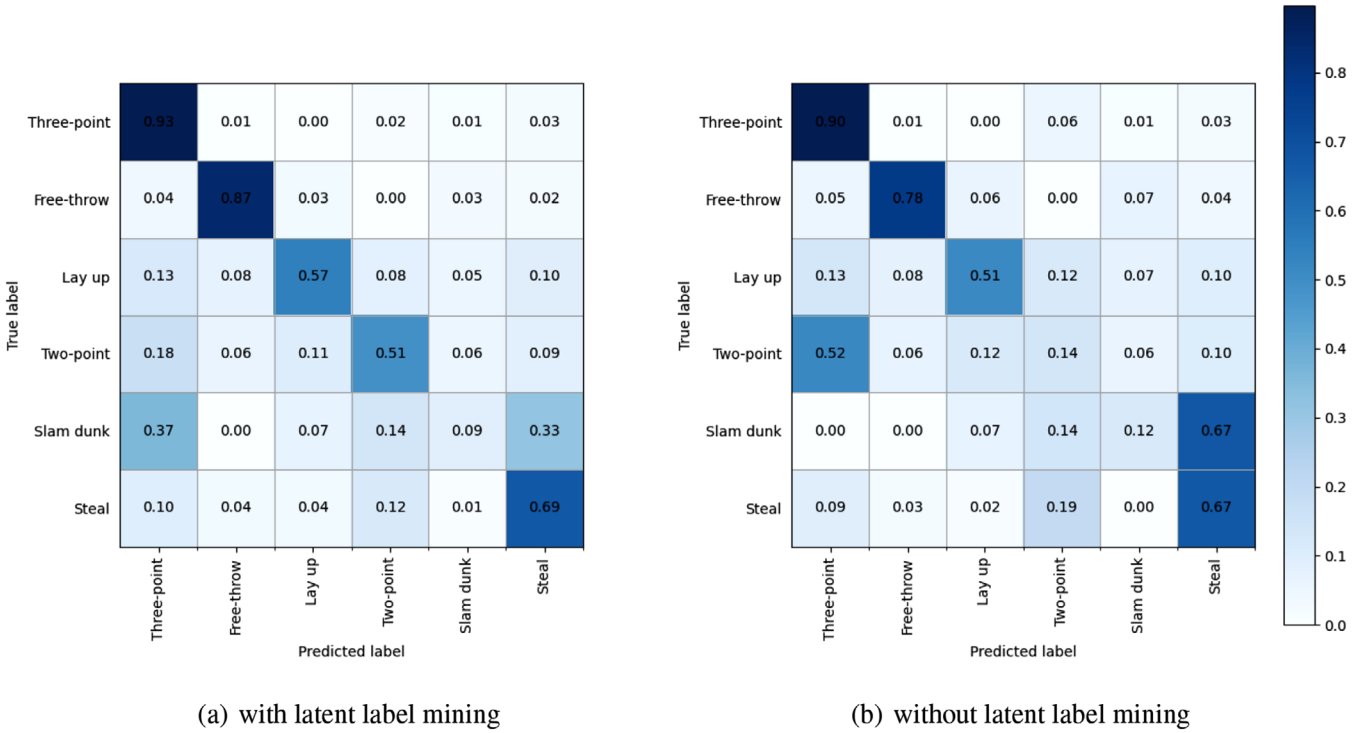 Three-point 0.93 0.01 0.00 0.02 0.01 0.03
Free-throw 0.04 0.87 0.03 0.00 0.03 0.02
Lay up 0.13 0.08 0.57 0.08 0.05 0.10
Two-point 0.18 0.06 0.11 0.51 0.06 0.09
Slam dunk 0.37 0.00 0.07 0.14 0.09 0.33
Steal 0.10 0.04 0.04 0.12 0.01 0.69
True label
Three-point Free-throw Lay up Two-point Slam dunk Steal
Predicted label
(a) with latent label mining
Three-point 0.90 0.01 0.00 0.06 0.01 0.03
Free-throw 0.05 0.78 0.06 0.00 0.07 0.04
Lay up 0.13 0.08 0.51 0.12 0.07 0.10
Two-point 0.52 0.06 0.12 0.14 0.06 0.10
Slam dunk 0.00 0.00 0.07 0.14 0.12 0.67
Steal 0.09 0.03 0.02 0.19 0.00 0.67
True label
Three-point Free-throw Lay up Two-point Slam dunk Steal
Predicted label
(b) without latent label mining
0.8
0.7
0.6
0.5
0.4
0.3
0.2
0.1
0.0